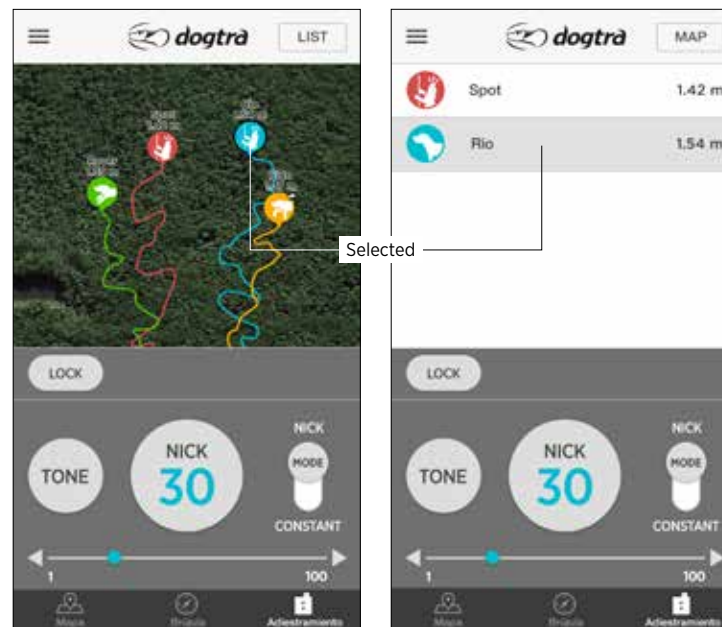 dogtra
LIST
Spot
Selected
LOCK
TONE
NICK
30
NICK
MODE
CONSTANT
1
100
Mapa
Brújula
Adiestramiento
dogtra
MAP
Spot 1.42 m
Rio 1.54 m
LOCK
TONE
NICK
30
NICK
MODE
CONSTANT
1
100
Mapa
Brújula
Adiestramiento